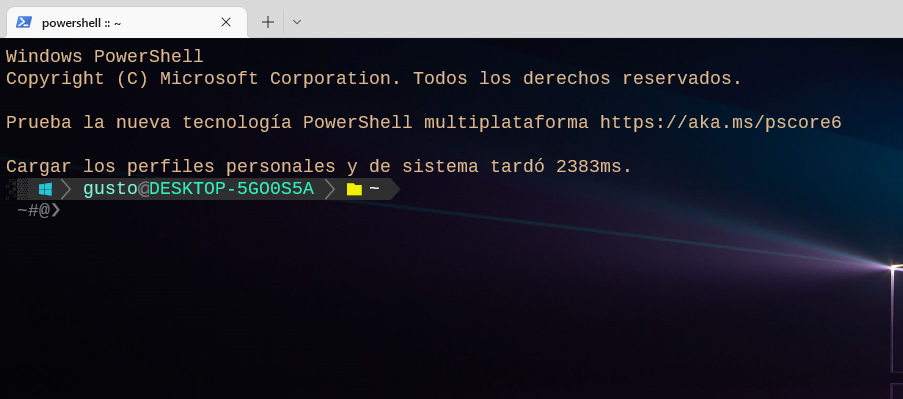 powershell :: ~
Windows PowerShell
Copyright (C) Microsoft Corporation. Todos los derechos reservados.
Prueba la nueva tecnología PowerShell multiplataforma https://aka.ms/pscore6
Cargar los perfiles personales y de sistema tardó 2383ms.
gusto@DESKTOP-5GO0S5A ~
~#@❯